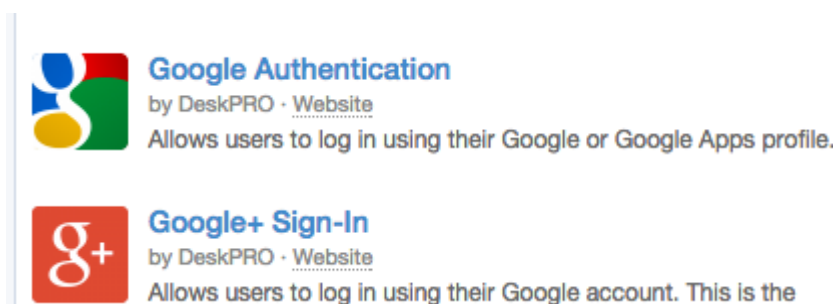 Google Authentication
by DeskPRO · Website
Allows users to log in using their Google or Google Apps profile.
g+
Google+ Sign-In
by DeskPRO · Website
Allows users to log in using their Google account. This is the